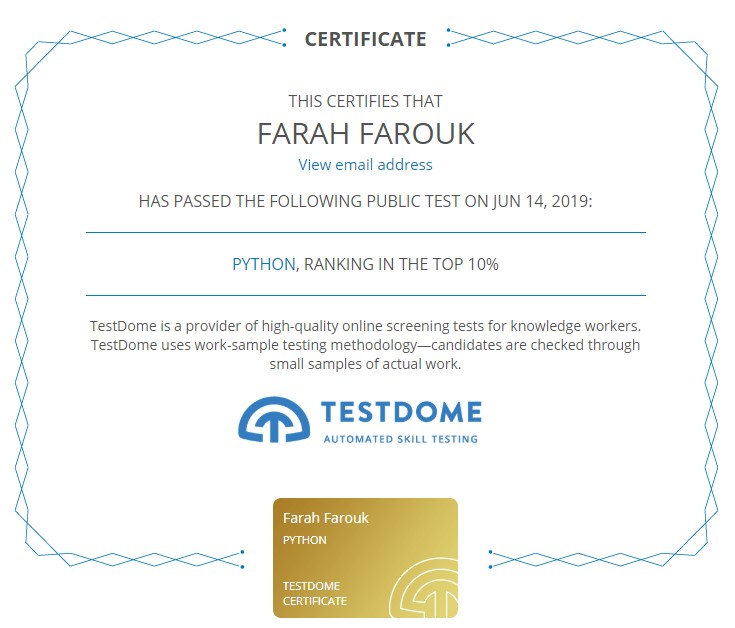 CERTIFICATE
THIS CERTIFIES THAT
FARAH FAROUK
View email address
HAS PASSED THE FOLLOWING PUBLIC TEST ON JUN 14, 2019:
PYTHON, RANKING IN THE TOP 10%
TestDome is a provider of high-quality online screening tests for knowledge workers.
TestDome uses work-sample testing methodology—candidates are checked through
small samples of actual work.
TESTDOME
AUTOMATED SKILL TESTING
Farah Farouk
PYTHON
TESTDOME
CERTIFICATE